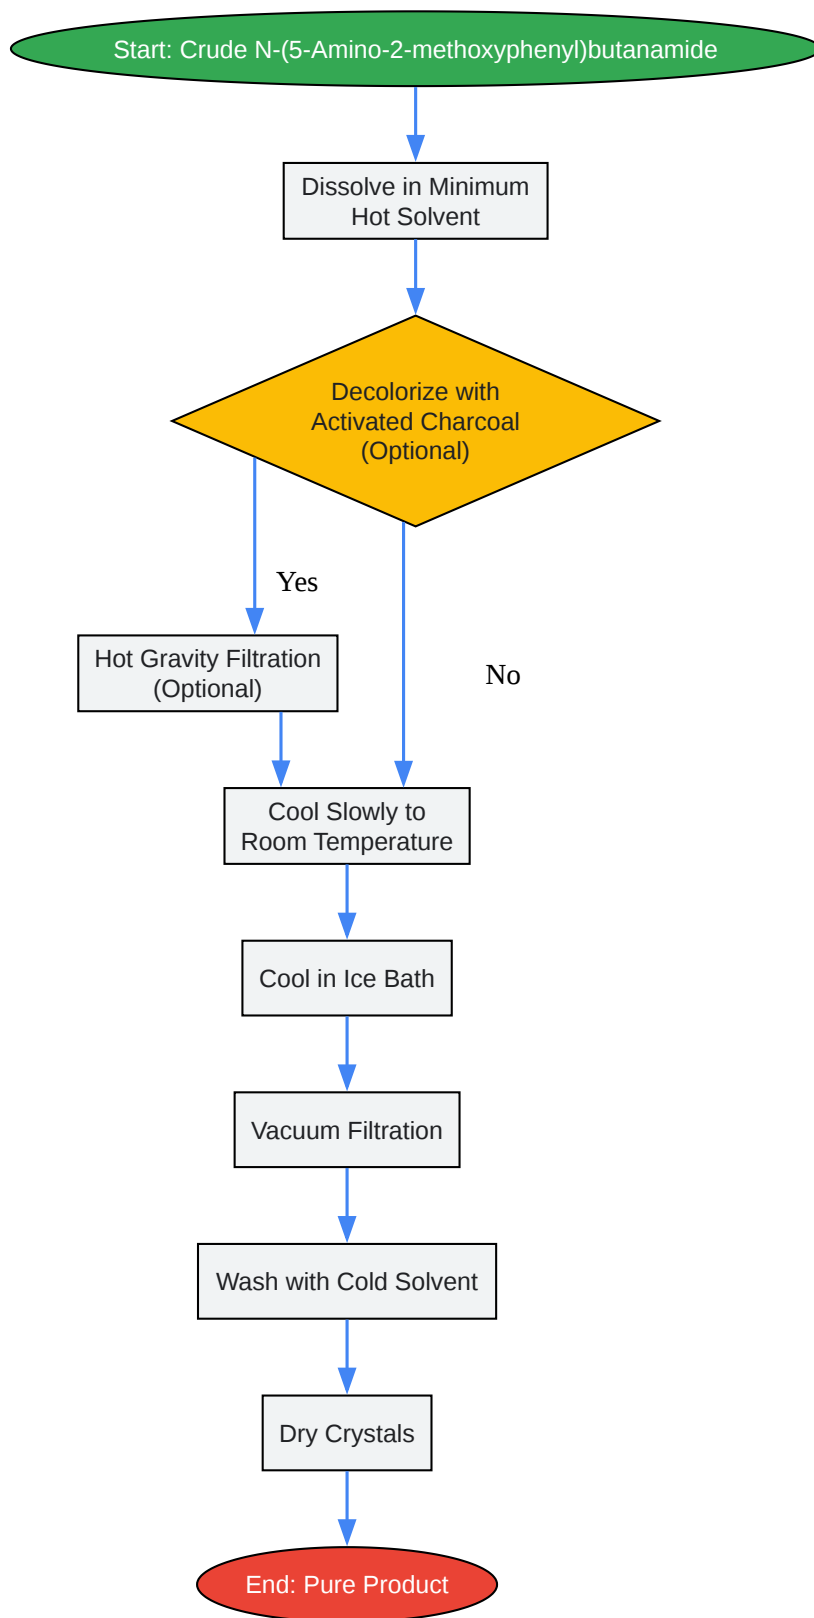 Start: Crude N-(5-Amino-2-methoxyphenyl)butanamide
Dissolve in Minimum
Hot Solvent
Decolorize with
Activated Charcoal
(Optional)
Yes
Hot Gravity Filtration
(Optional)
No
Cool Slowly to
Room Temperature
Cool in Ice Bath
Vacuum Filtration
Wash with Cold Solvent
Dry Crystals
End: Pure Product